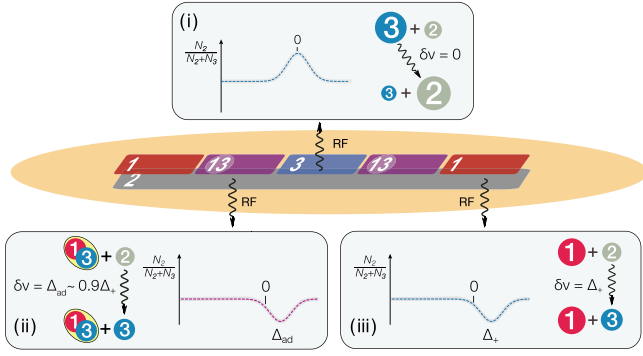 (i)
0
N₂
N₂+N₃
3 + 2
δν = 0
3 + 2
RF
1 13 3 13 1
2
RF
RF
1 3 + 2
δν = Δad ~ 0.9Δ₊
1 3 + 3
(ii)
N₂
N₂+N₃
0
Δad
N₂
N₂+N₃
0
Δ₊
1 + 2
δν = Δ₊
1 + 3
(iii)